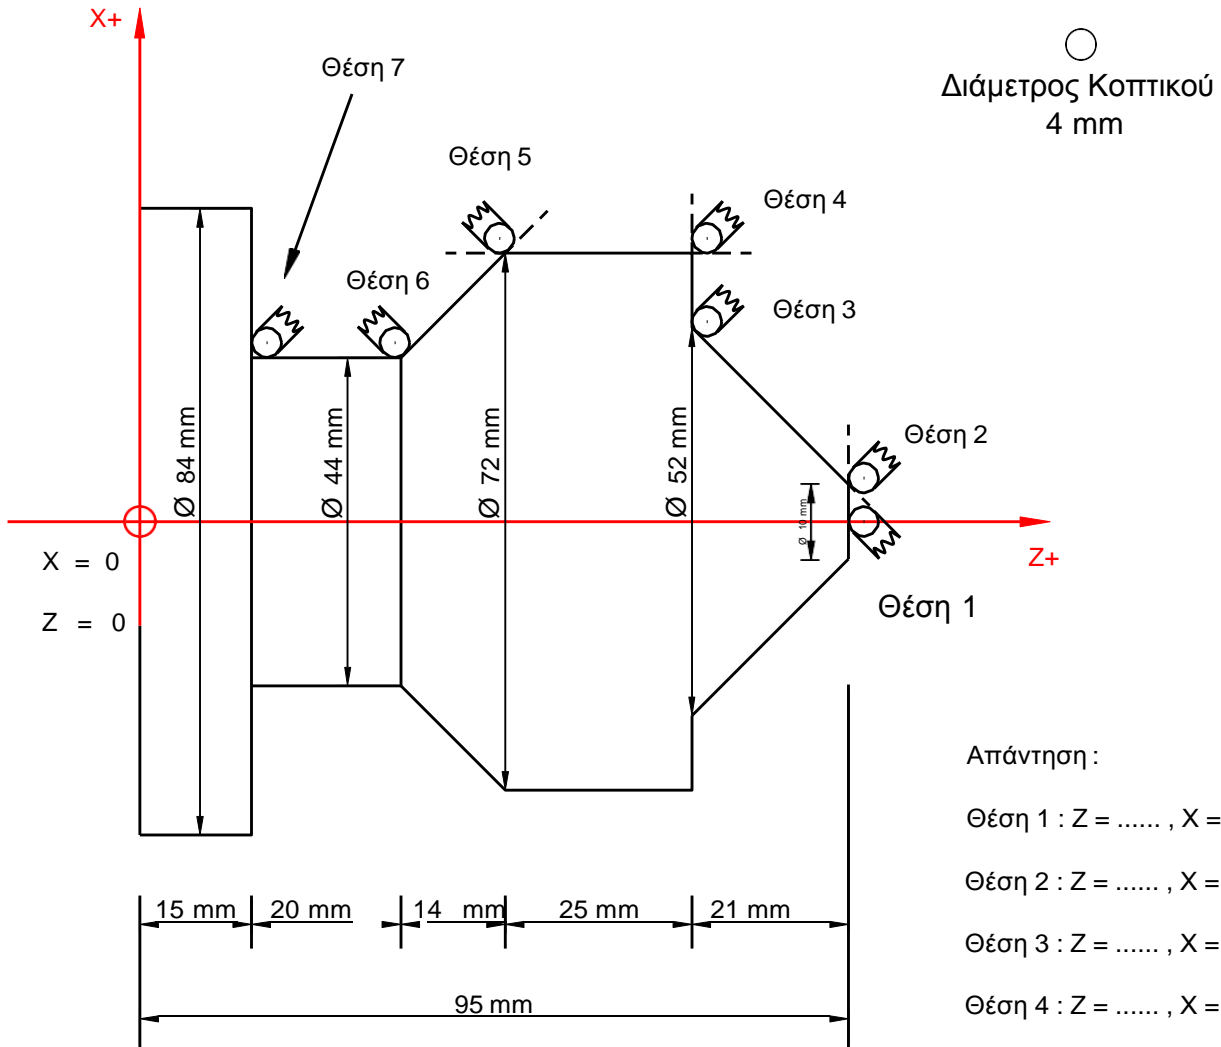 X+
Θέση 7
Διάμετρος Κοπτικού
4 mm
Θέση 5
Θέση 4
Θέση 6
Θέση 3
Ø 84 mm
Ø 44 mm
Ø 72 mm
Ø 52 mm
Θέση 2
Ø 10 mm
X = 0
Z+
Z = 0
Θέση 1
Απάντηση :
Θέση 1 : Z = ...... , X =
Θέση 2 : Z = ...... , X =
Θέση 3 : Z = ...... , X =
Θέση 4 : Z = ...... , X =
15 mm
20 mm
14 mm
25 mm
21 mm
95 mm